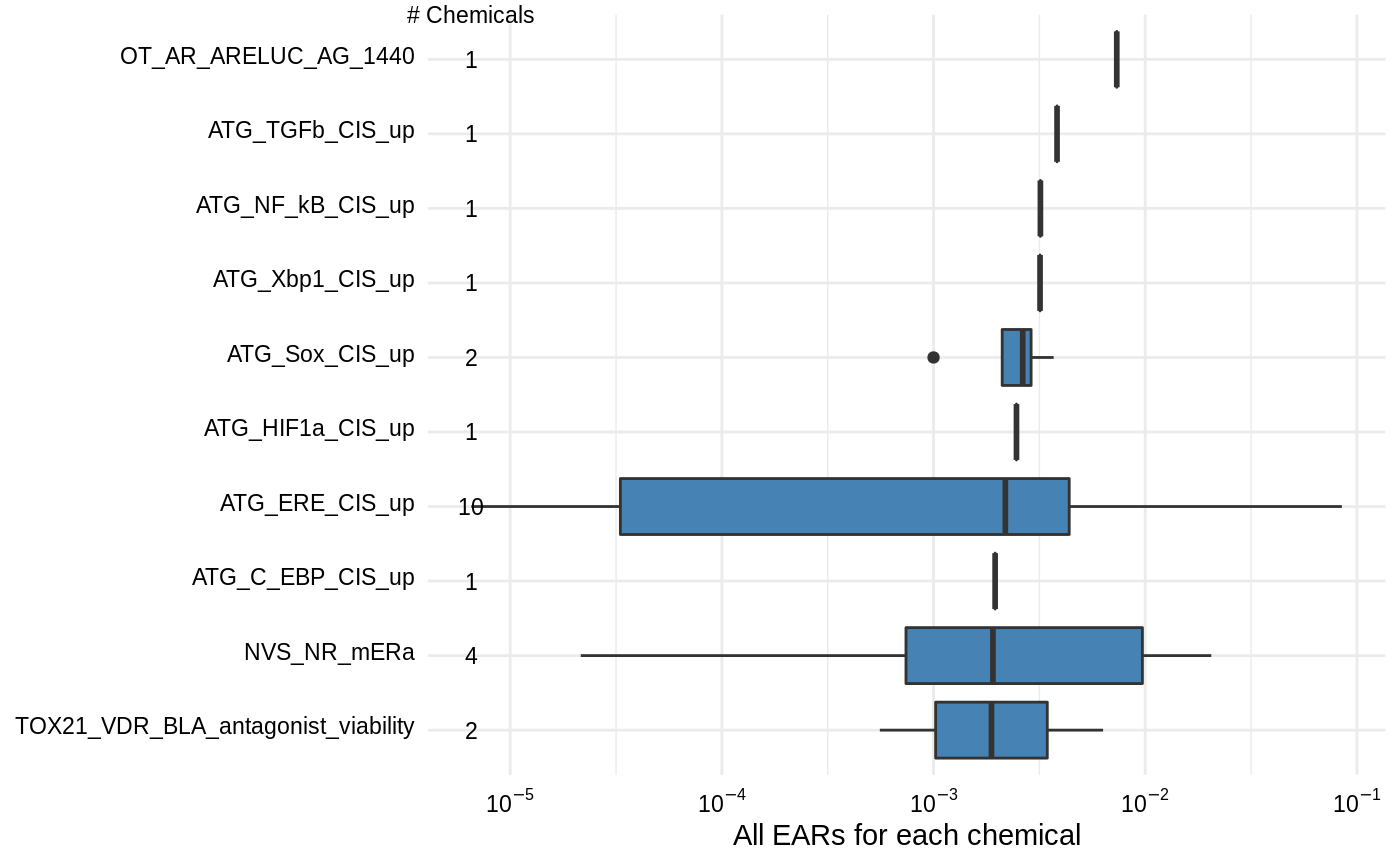 # Chemicals
OT_AR_ARELUC_AG_1440 1
ATG_TGFb_CIS_up 1
ATG_NF_kB_CIS_up 1
ATG_Xbp1_CIS_up 1
ATG_Sox_CIS_up 2
ATG_HIF1a_CIS_up 1
ATG_ERE_CIS_up 10
ATG_C_EBP_CIS_up 1
NVS_NR_mERa 4
TOX21_VDR_BLA_antagonist_viability 2
10⁻⁵ 10⁻⁴ 10⁻³ 10⁻² 10⁻¹
All EARs for each chemical